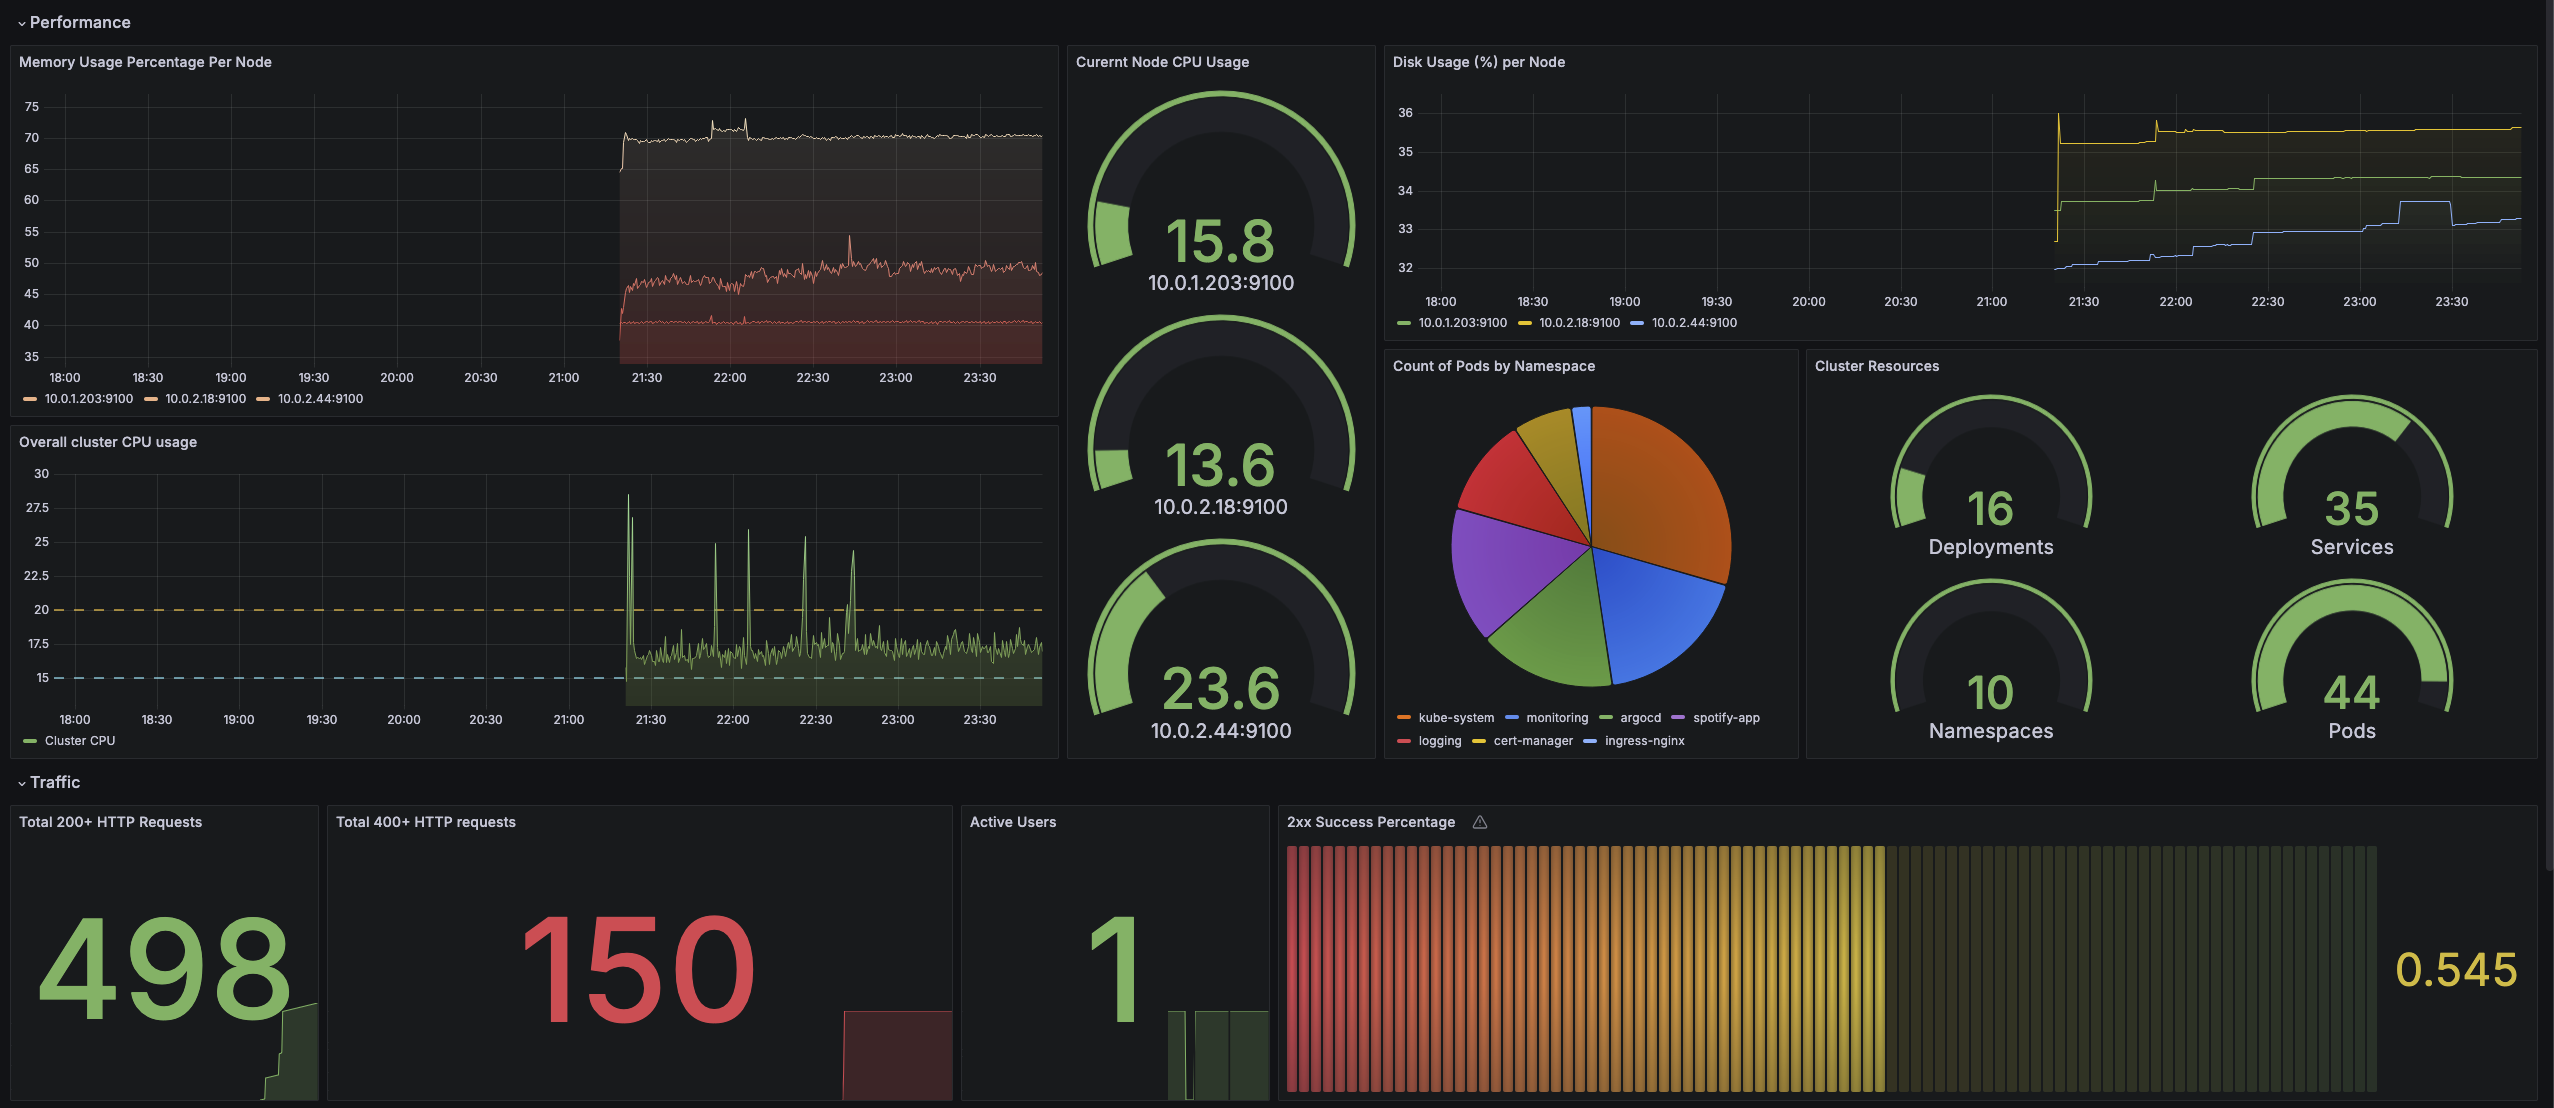 Performance
Memory Usage Percentage Per Node
75
70
65
60
55
50
45
40
35
18:00 18:30 19:00 19:30 20:00 20:30 21:00 21:30 22:00 22:30 23:00 23:30
10.0.1.203:9100 10.0.2.18:9100 10.0.2.44:9100
Overall cluster CPU usage
30
27.5
25
22.5
20
17.5
15
18:00 18:30 19:00 19:30 20:00 20:30 21:00 21:30 22:00 22:30 23:00 23:30
Cluster CPU
Curernt Node CPU Usage
15.8
10.0.1.203:9100
13.6
10.0.2.18:9100
23.6
10.0.2.44:9100
Disk Usage (%) per Node
36
35
34
33
32
18:00 18:30 19:00 19:30 20:00 20:30 21:00 21:30 22:00 22:30 23:00 23:30
10.0.1.203:9100 10.0.2.18:9100 10.0.2.44:9100
Count of Pods by Namespace
kube-system monitoring argocd spotify-app
logging cert-manager ingress-nginx
Cluster Resources
16
Deployments
35
Services
10
Namespaces
44
Pods
Traffic
Total 200+ HTTP Requests
498
Total 400+ HTTP requests
150
Active Users
1
2xx Success Percentage
0.545